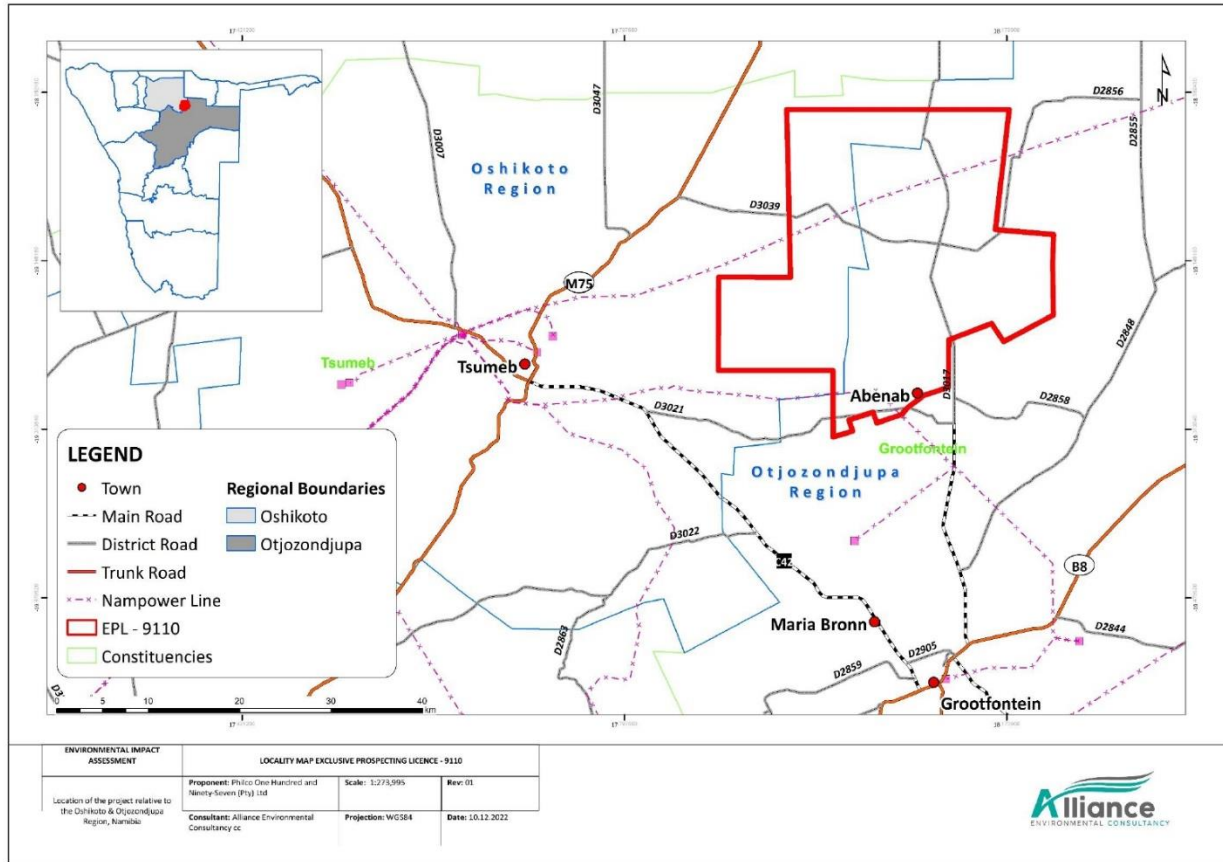 D3047
D3007
D2856
D2855
Oshikoto
Region
D3039
M75
D2848
Tsumeb
Tsumeb
D3017
Abenab
D2858
D3021
Grootfontein
Otjozondjupa
Region
D3022
C42
B8
Maria Bronn
D2863
D2844
D2905
D2859
Grootfontein
N
LEGEND
Town
Main Road
District Road
Trunk Road
Nampower Line
EPL - 9110
Constituencies
Regional Boundaries
Oshikoto
Otjozondjupa
0 5 10 20 30 40
km
ENVIRONMENTAL IMPACT
ASSESSMENT
Location of the project relative to
the Oshikoto & Otjozondjupa
Region, Namibia
LOCALITY MAP EXCLUSIVE PROSPECTING LICENCE - 9110
Proponent: Philco One Hundred and
Ninety-Seven (Pty) Ltd
Scale: 1:273,995
Rev: 01
Consultant: Alliance Environmental
Consultancy cc
Projection: WGS84
Date: 10.12.2022
Alliance
ENVIRONMENTAL CONSULTANCY